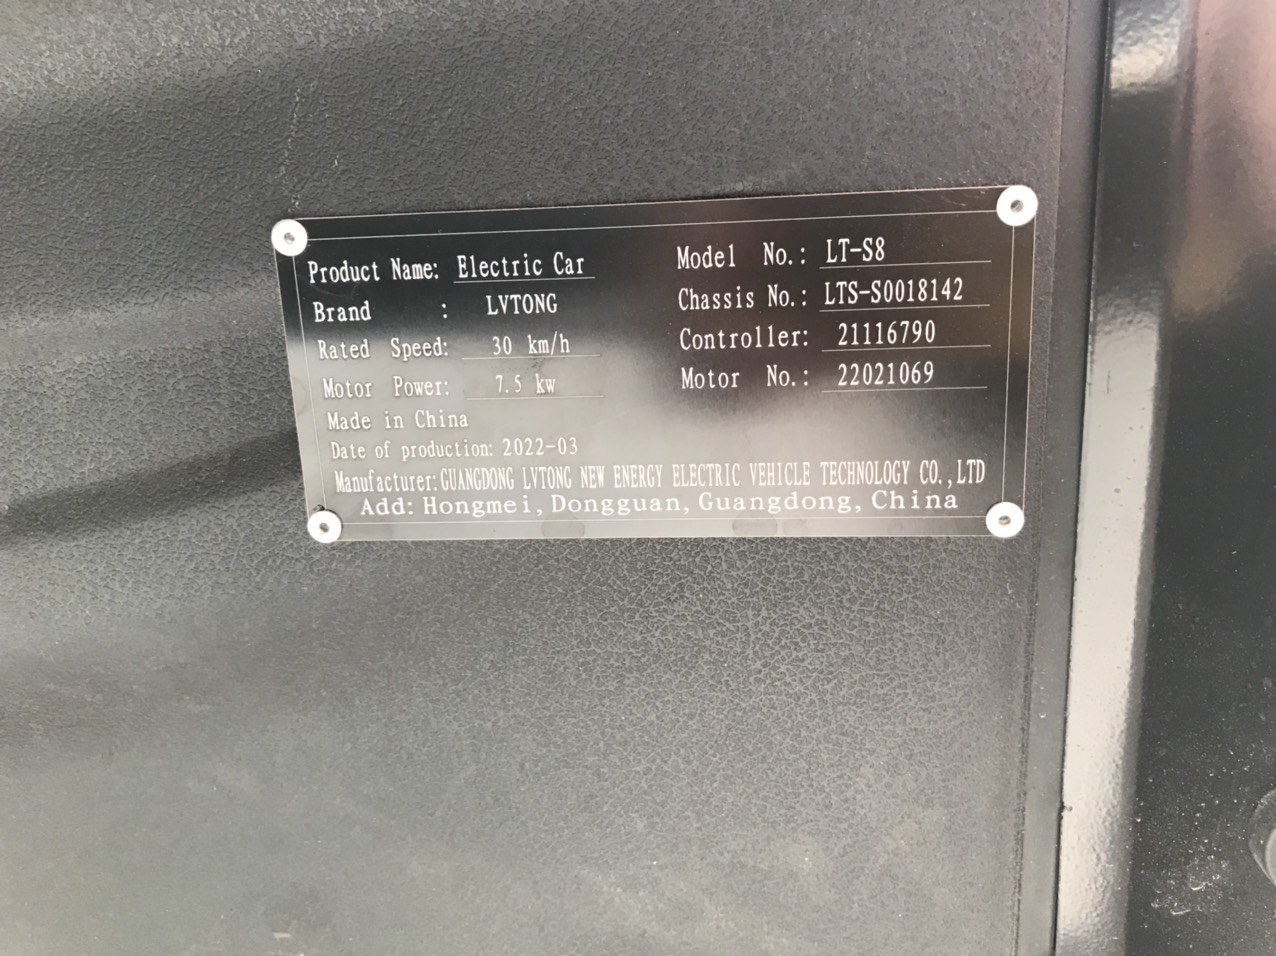 Product Name: Electric Car
Brand : LVTONG
Rated Speed: 30 km/h
Motor Power: 7.5 kw
Made in China
Date of production: 2022-03
Model No.: LT-S8
Chassis No.: LTS-S0018142
Controller: 21116790
Motor No.: 22021069
Manufacturer: GUANGDONG LVTONG NEW ENERGY ELECTRIC VEHICLE TECHNOLOGY CO.,LTD
Add: Hongmei, Dongguan, Guangdong, China